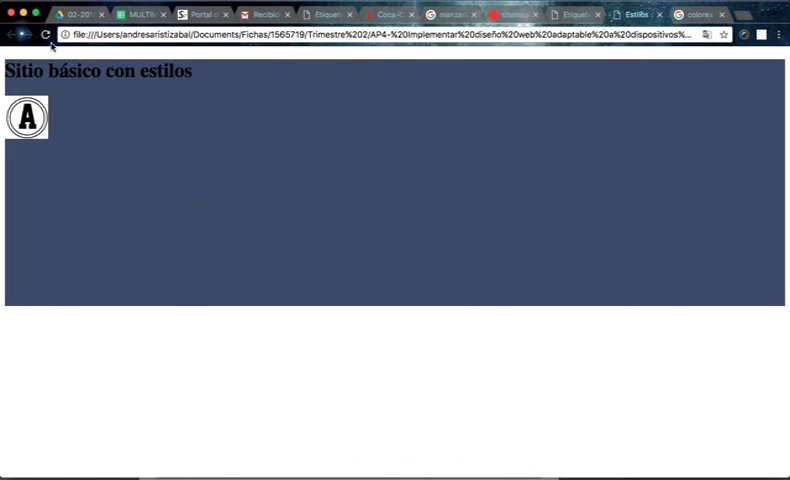 02-20
MULTI
Portal
Recibid
Etiquet
Coca-C
manzan
Etiquet
Estilos
colores
file:///Users/andresaristizabal/Documents/Fichas/1565719/Trimestre%202/AP4-%20Implementar%20diseño%20web%20adaptable%20a%20dispositivos%...
Sitio básico con estilos
A